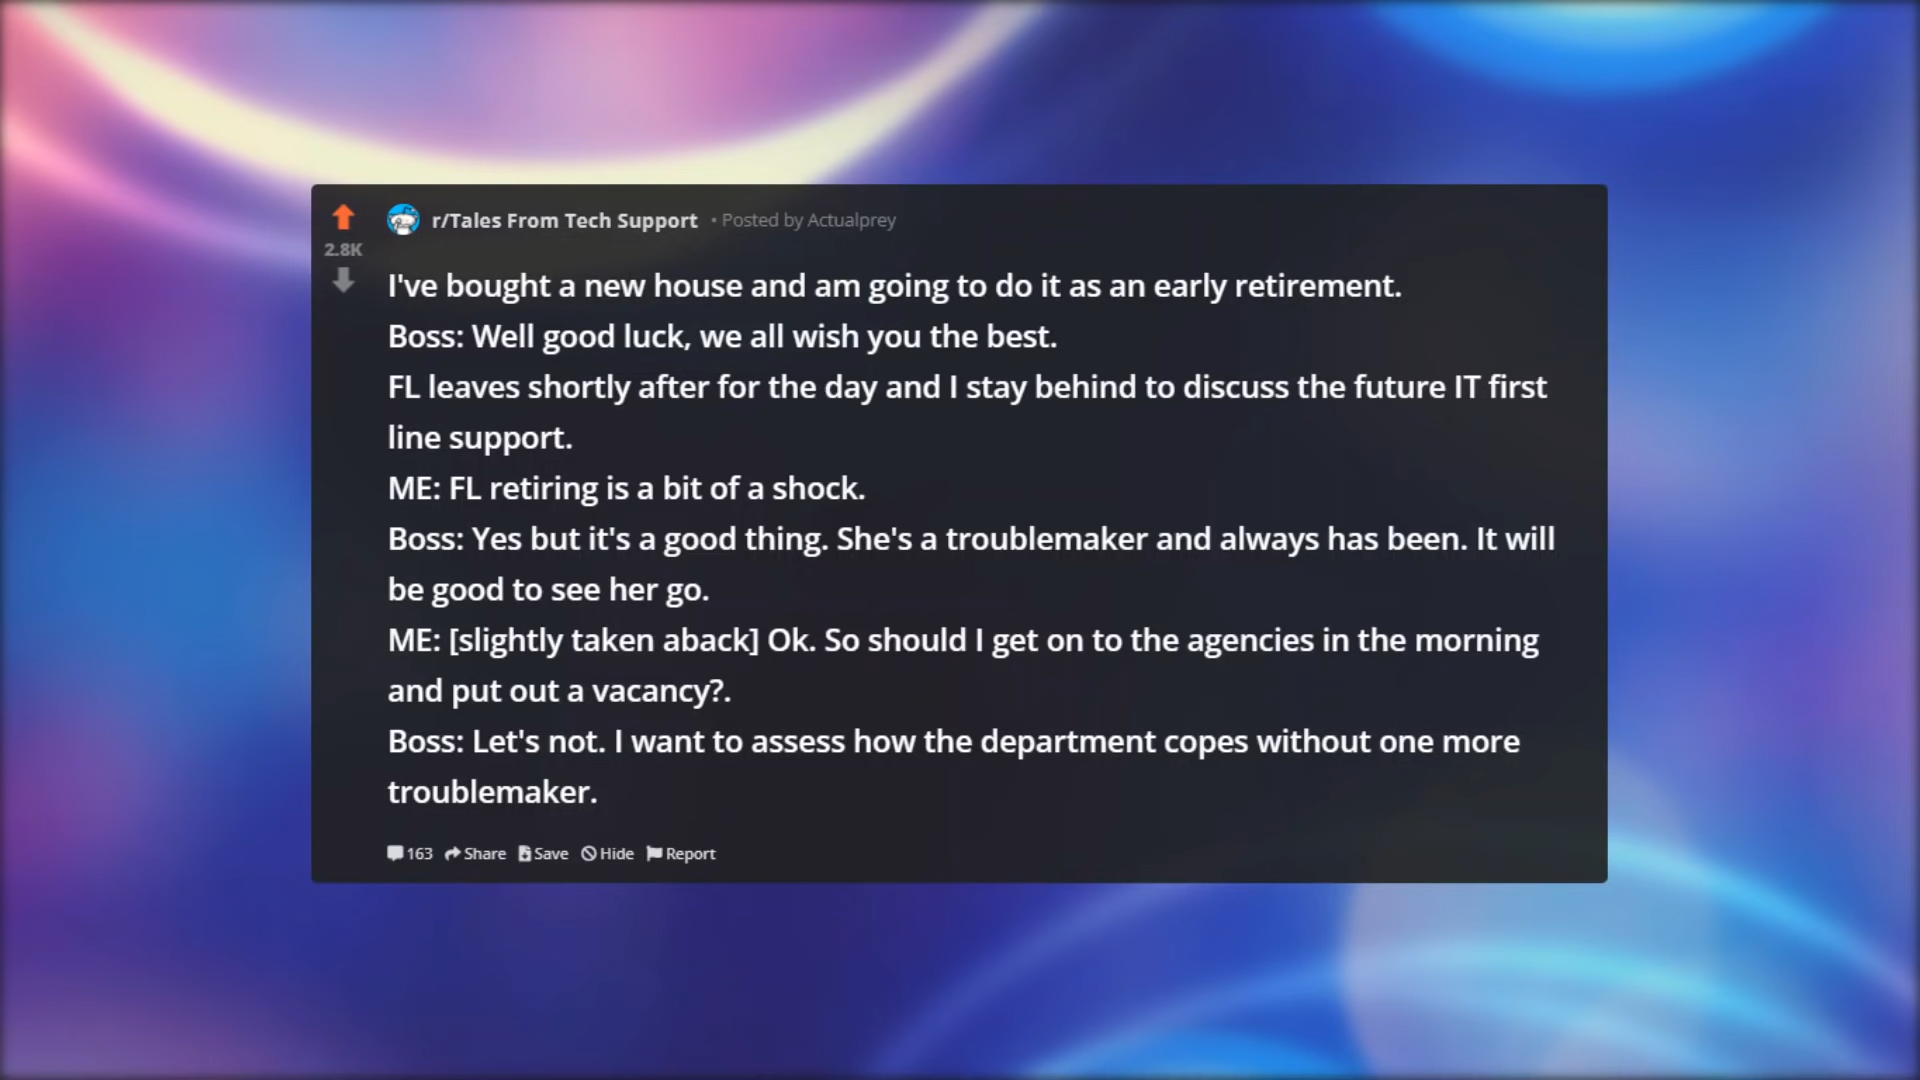 r/Tales From Tech Support • Posted by Actualprey
2.8K
I've bought a new house and am going to do it as an early retirement.
Boss: Well good luck, we all wish you the best.
FL leaves shortly after for the day and I stay behind to discuss the future IT first
line support.
ME: FL retiring is a bit of a shock.
Boss: Yes but it's a good thing. She's a troublemaker and always has been. It will
be good to see her go.
ME: [slightly taken aback] Ok. So should I get on to the agencies in the morning
and put out a vacancy?.
Boss: Let's not. I want to assess how the department copes without one more
troublemaker.
163 Share Save Hide Report